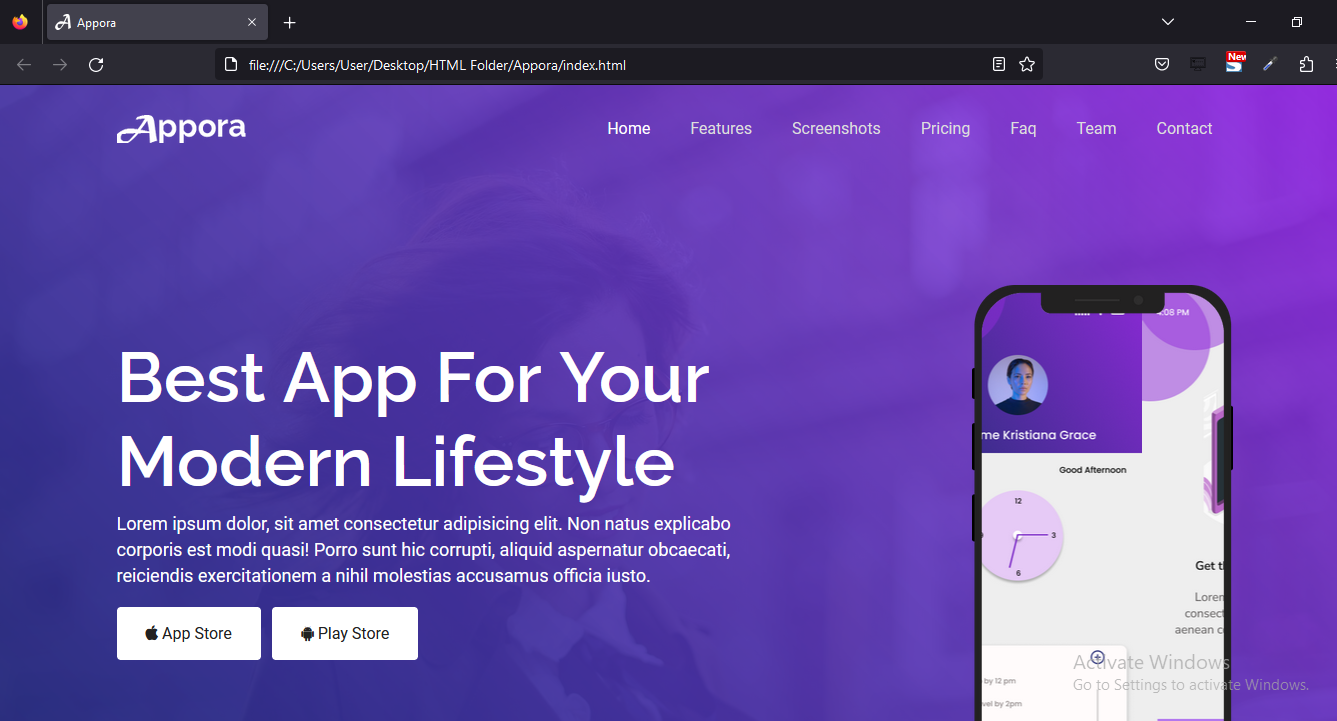 Appora
file:///C:/Users/User/Desktop/HTML Folder/Appora/index.html
New
Appora
Home Features Screenshots Pricing Faq Team Contact
Best App For Your
Modern Lifestyle
Lorem ipsum dolor, sit amet consectetur adipisicing elit. Non natus explicabo
corporis est modi quasi! Porro sunt hic corrupti, aliquid aspernatur obcaecati,
reiciendis exercitationem a nihil molestias accusamus officia iusto.
App Store Play Store
:08 PM
me Kristiana Grace
Good Afternoon
12
3
6
Get t
Lorem
consect
aenean c
by 12 pm
vel by 2pm
Activate Windows
Go to Settings to activate Windows.